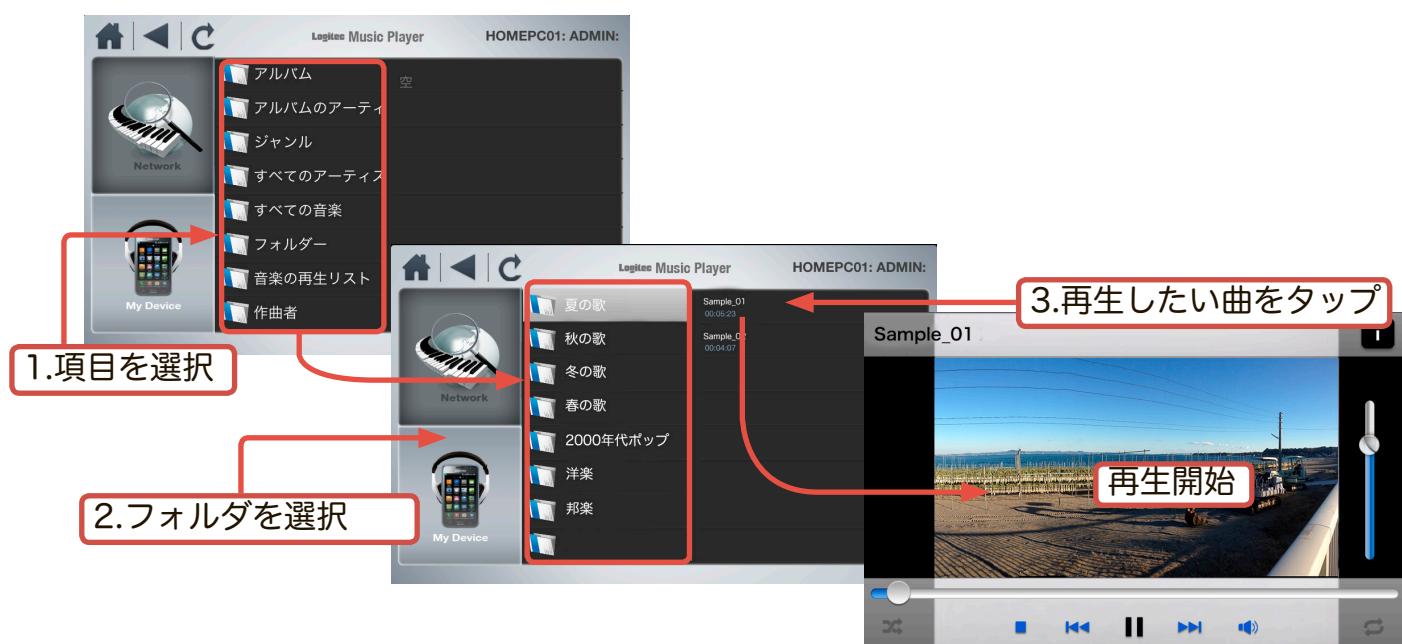 Logitec Music Player
HOMEPC01: ADMIN:
アルバム
空
アルバムのアーティ
ジャンル
すべてのアーティス
すべての音楽
フォルダー
音楽の再生リスト
作曲者
Network
My Device
1.項目を選択
Logitec Music Player
HOMEPC01: ADMIN:
夏の歌
秋の歌
冬の歌
春の歌
2000年代ポップ
洋楽
邦楽
Sample_01
00:05:23
Sample_02
00:04:07
Network
My Device
2.フォルダを選択
3.再生したい曲をタップ
Sample_01
再生開始